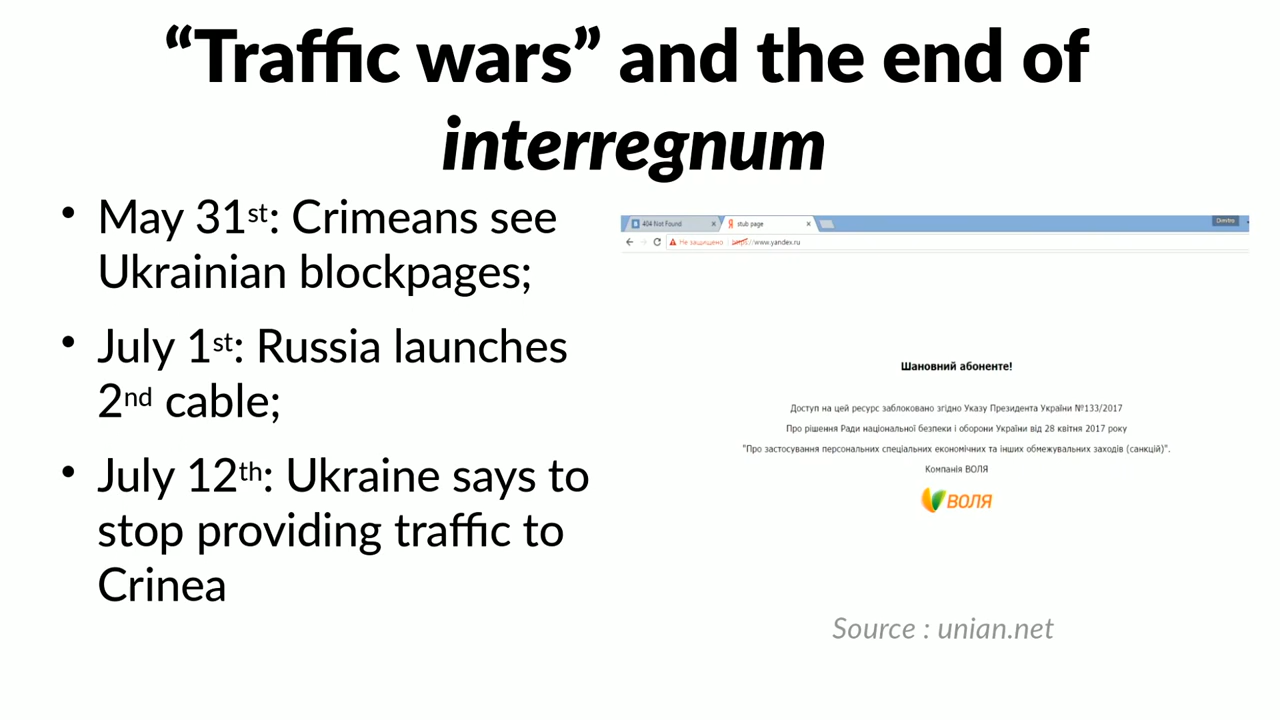 “Traffic wars” and the end of
interregnum
• May 31st: Crimeans see
Ukrainian blockpages;
• July 1st: Russia launches
2nd cable;
• July 12th: Ukraine says to
stop providing traffic to
Crinea
404 Not Found
stub page
Dimitro
Не защищено
https://www.yandex.ru
Шановний абоненте!
Доступ на цей ресурс заблоковано згідно Указу Президента України №133/2017
Про рішення Ради національної безпеки і оборони України від 28 квітня 2017 року
"Про застосування персональних спеціальних економічних та інших обмежувальних заходів (санкцій)".
Компанія ВОЛЯ
ВОЛЯ
Source : unian.net